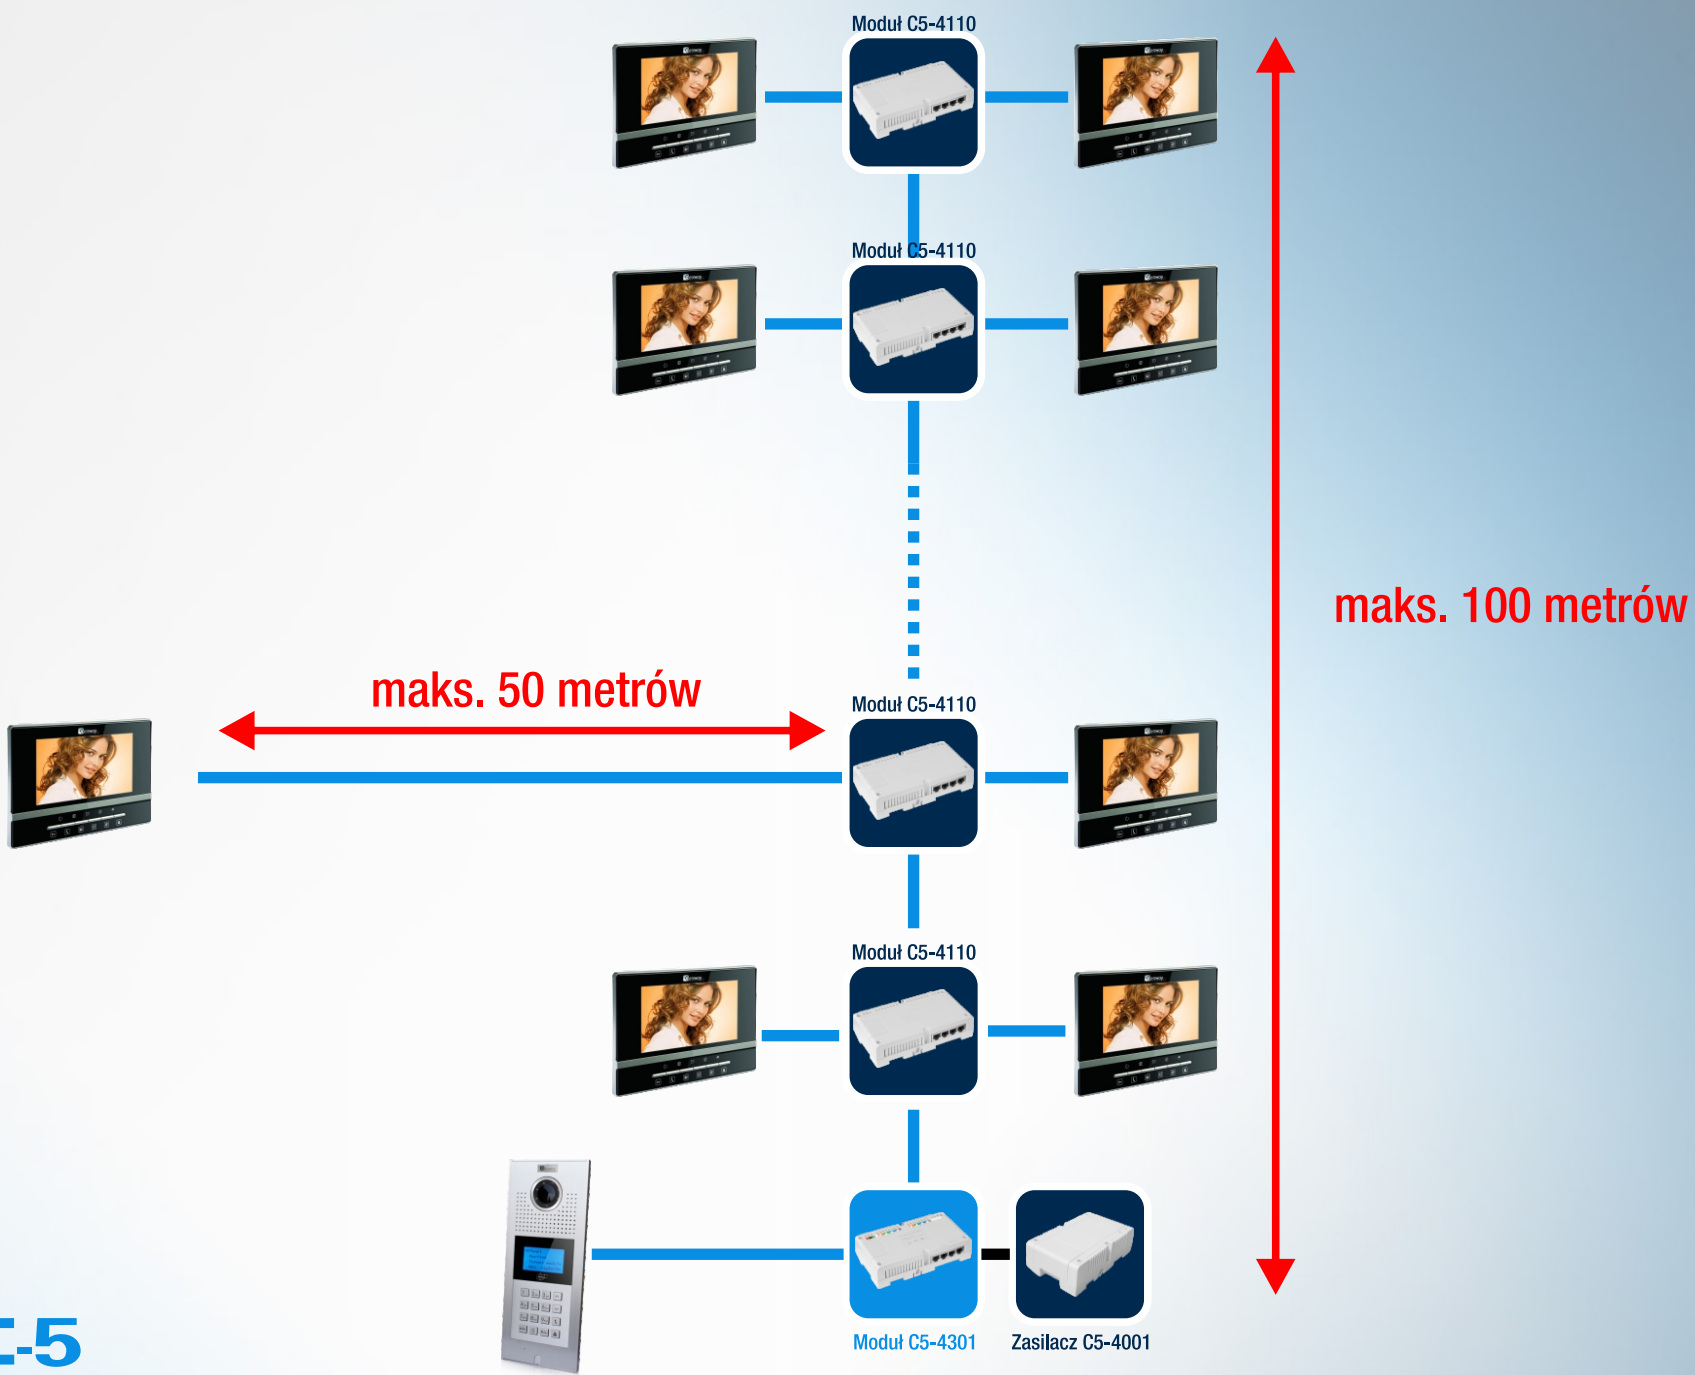 Moduł C5-4110
Moduł C5-4110
maks. 100 metrów
maks. 50 metrów
Moduł C5-4110
Moduł C5-4110
Moduł C5-4301
Zasilacz C5-4001
-5